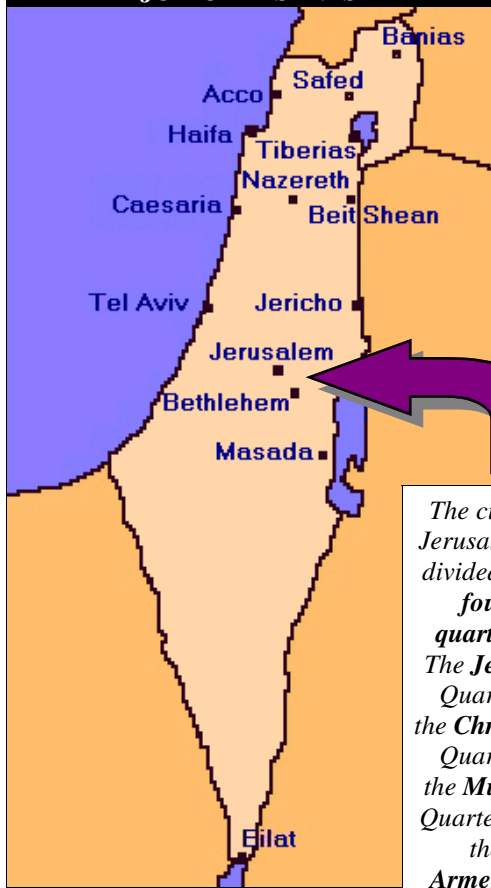 Banias
Safed
Acco
Haifa
Tiberias
Nazereth
Caesaria
Beit Shean
Tel Aviv
Jericho
Jerusalem
Bethlehem
Masada
Eilat
The ci
Jerusa
divided
fou
quart
The Je
Quar
the Chr
Quar
the Mu
Quarte
the
Arme